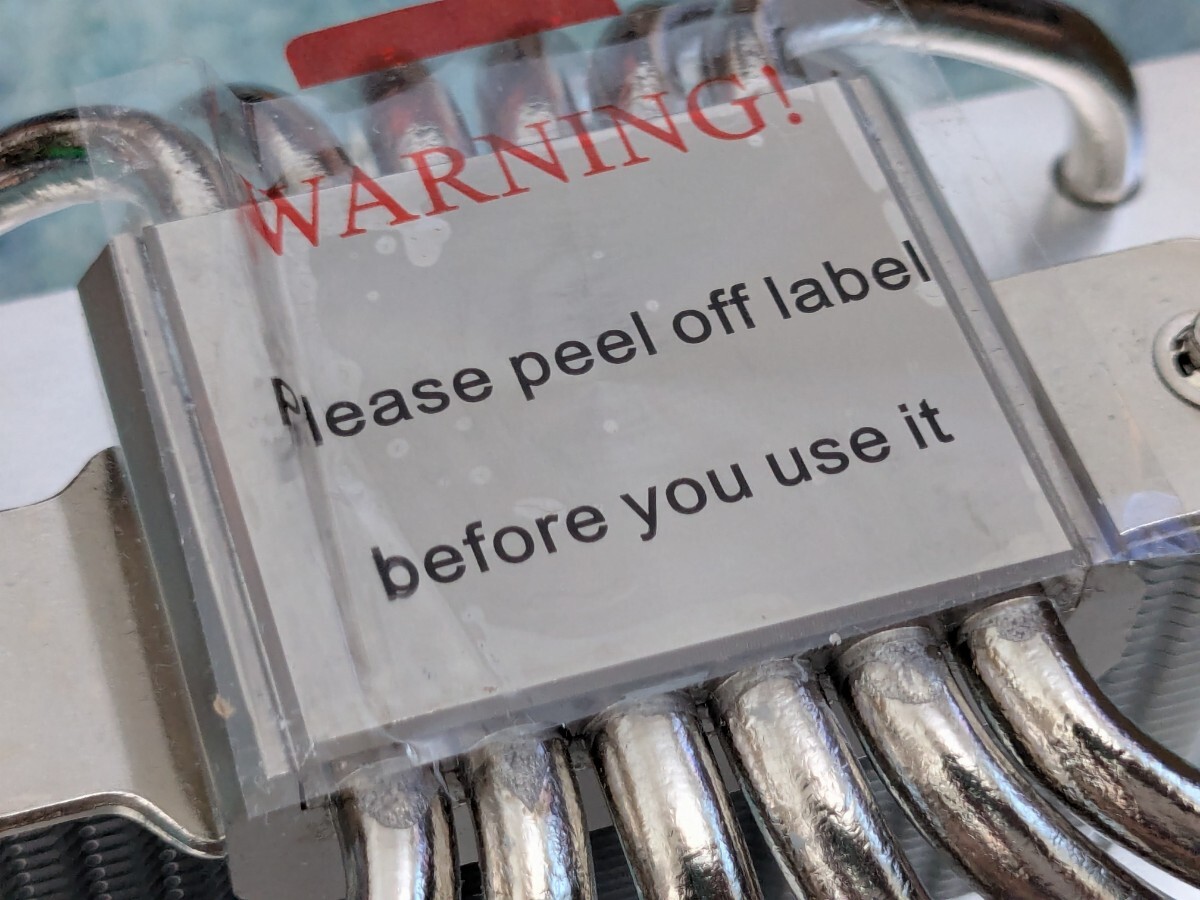 WARNING!
Please peel off label
before you use it